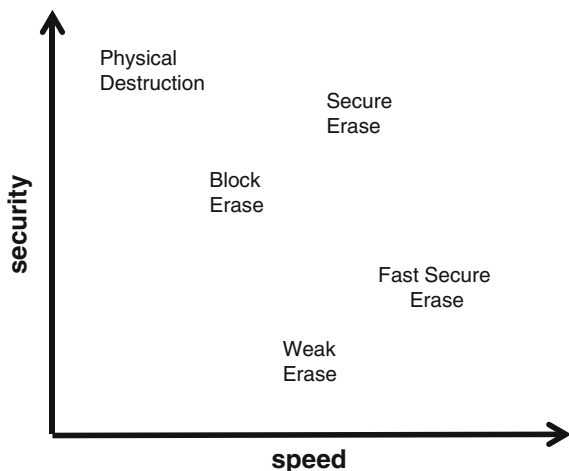 Physical
Destruction
Secure
Erase
Block
Erase
security
Fast Secure
Erase
Weak
Erase
speed